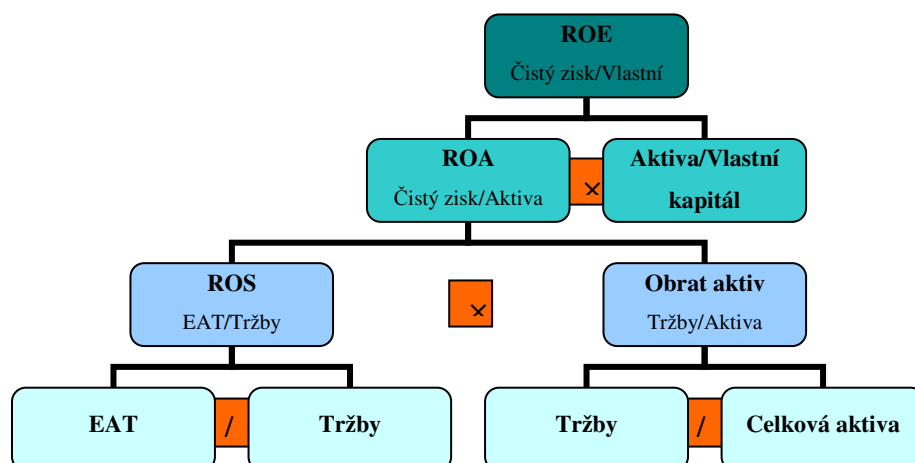 ROE
Čistý zisk/Vlastní
ROA
Čistý zisk/Aktiva
×
Aktiva/Vlastní
kapitál
ROS
EAT/Tržby
×
Obrat aktiv
Tržby/Aktiva
EAT
/
Tržby
Tržby
/
Celková aktiva